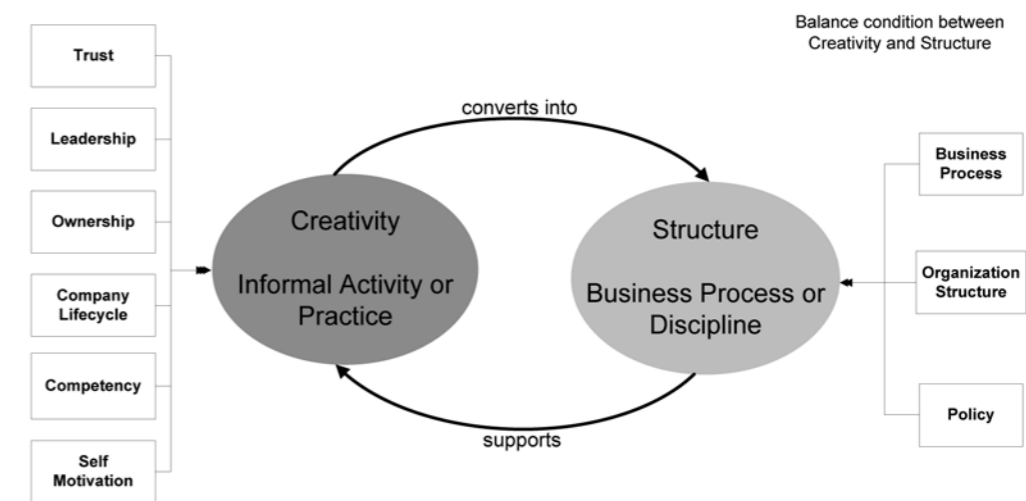 Balance condition between
Creativity and Structure
Trust
Leadership
Ownership
Company
Lifecycle
Competency
Self
Motivation
converts into
Creativity
Informal Activity or
Practice
Structure
Business Process or
Discipline
supports
Business
Process
Organization
Structure
Policy